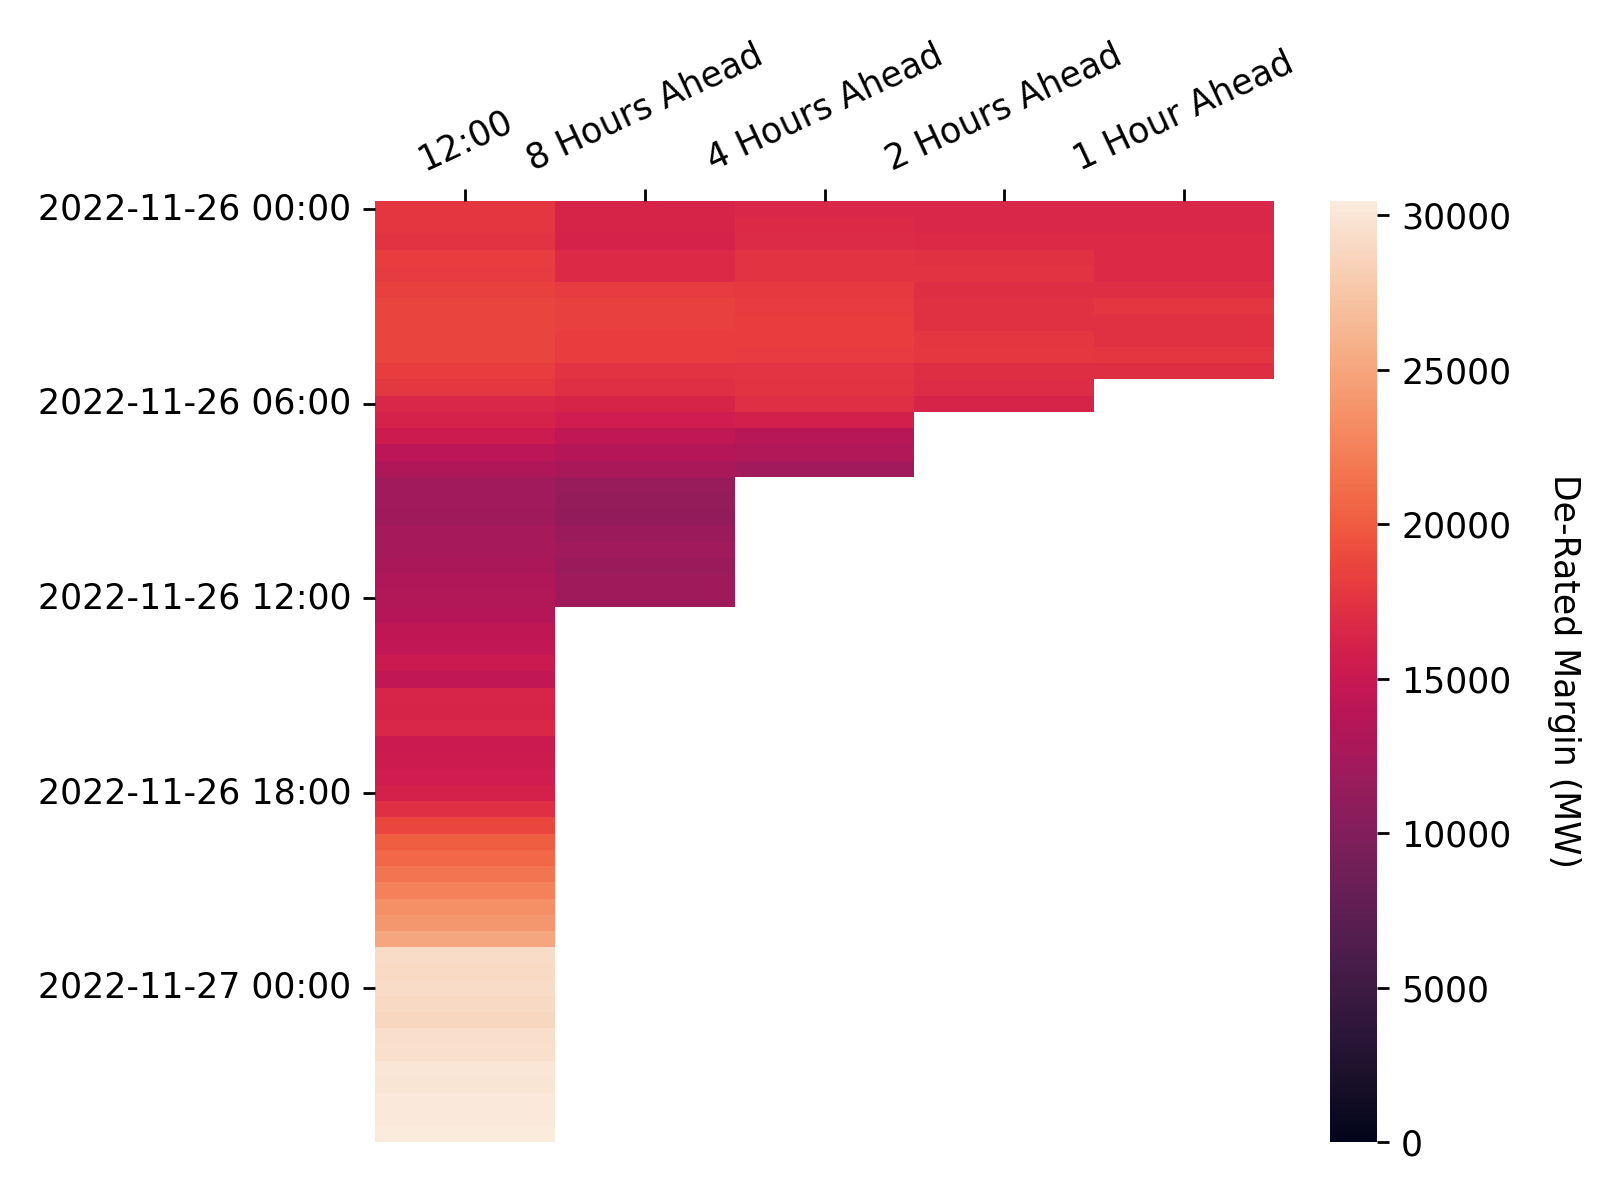 12:00
8 Hours Ahead
4 Hours Ahead
2 Hours Ahead
1 Hour Ahead
2022-11-26 00:00
2022-11-26 06:00
2022-11-26 12:00
2022-11-26 18:00
2022-11-27 00:00
30000
25000
20000
15000
10000
5000
0
De-Rated Margin (MW)